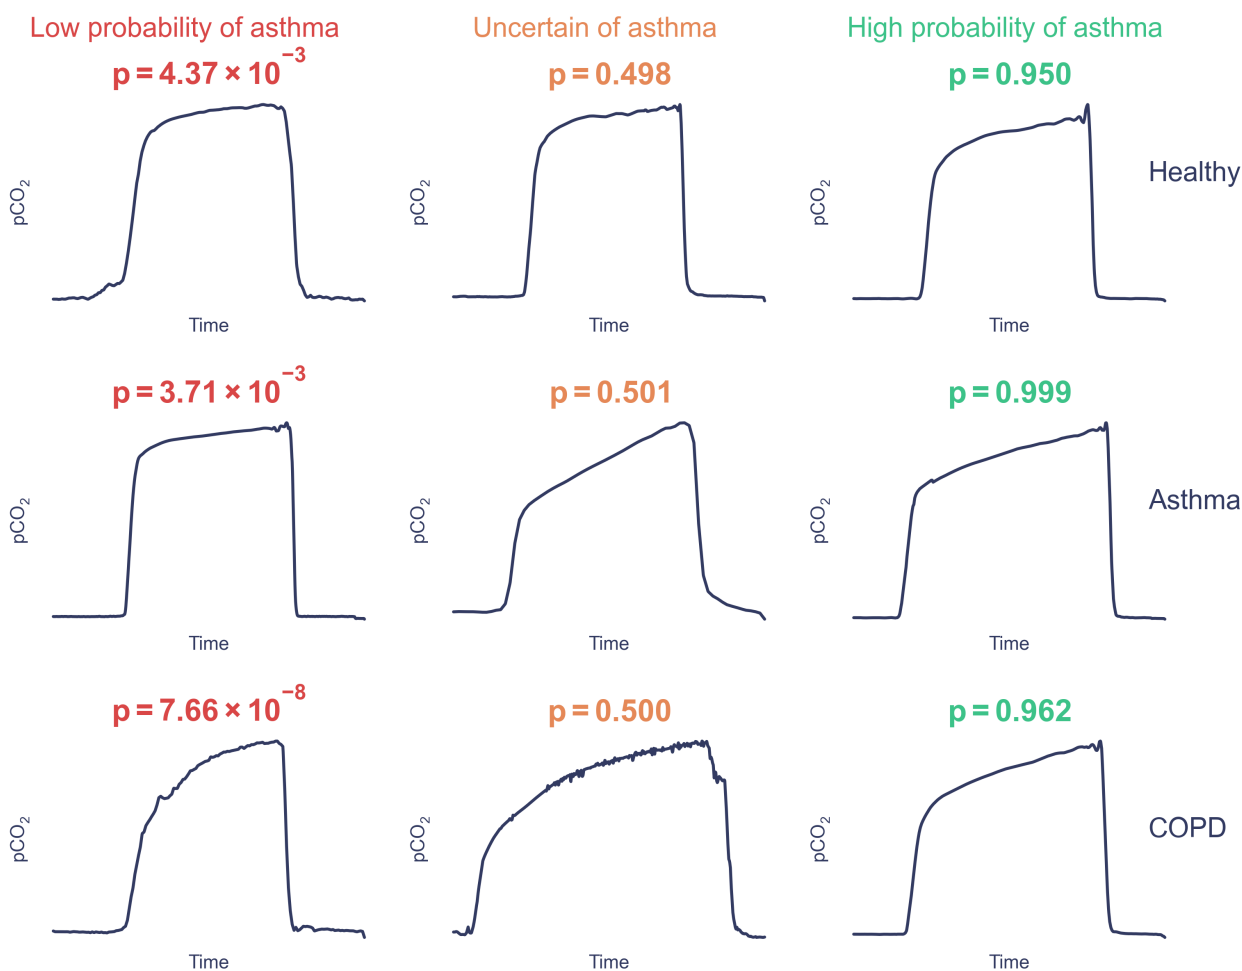 Low probability of asthma
Uncertain of asthma
High probability of asthma
p = 4.37 × 10⁻³
p = 0.498
p = 0.950
pCO₂
pCO₂
pCO₂
Healthy
Time
Time
Time
p = 3.71 × 10⁻³
p = 0.501
p = 0.999
pCO₂
pCO₂
pCO₂
Asthma
Time
Time
Time
p = 7.66 × 10⁻⁸
p = 0.500
p = 0.962
pCO₂
pCO₂
pCO₂
COPD
Time
Time
Time